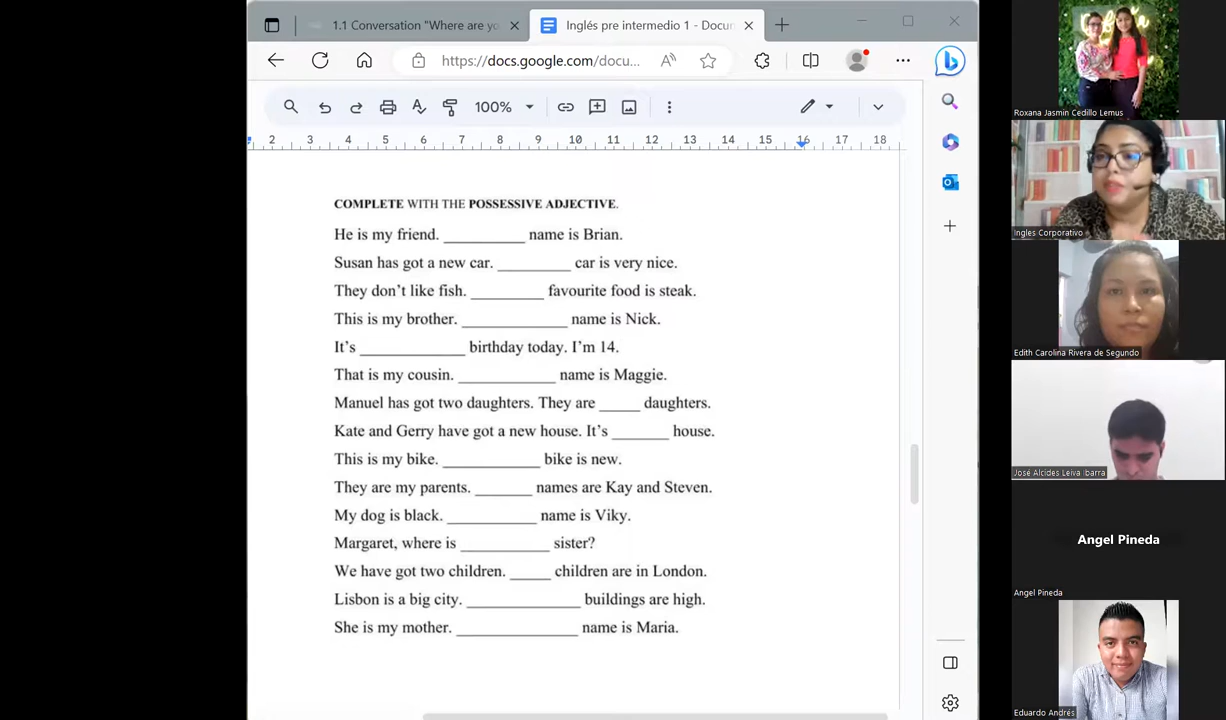 1.1 Conversation "Where are yo
Inglés pre intermedio 1 - Docun
https://docs.google.com/docu...
100%
2 3 4 5 6 7 8 9 10 11 12 13 14 15 16 17 18
COMPLETE WITH THE POSSESSIVE ADJECTIVE.
He is my friend. __________ name is Brian.
Susan has got a new car. _________ car is very nice.
They don't like fish. _________ favourite food is steak.
This is my brother. _____________ name is Nick.
It's _____________ birthday today. I'm 14.
That is my cousin. ____________ name is Maggie.
Manuel has got two daughters. They are _____ daughters.
Kate and Gerry have got a new house. It's _______ house.
This is my bike. ____________ bike is new.
They are my parents. _______ names are Kay and Steven.
My dog is black. ___________ name is Viky.
Margaret, where is ___________ sister?
We have got two children. _____ children are in London.
Lisbon is a big city. ______________ buildings are high.
She is my mother. _______________ name is Maria.
Roxana Jasmin Cedillo Lemus
Ingles Corporativo
Edith Carolina Rivera de Segundo
José Alcides Leiva Ibarra
Angel Pineda
Angel Pineda
Eduardo Andrés